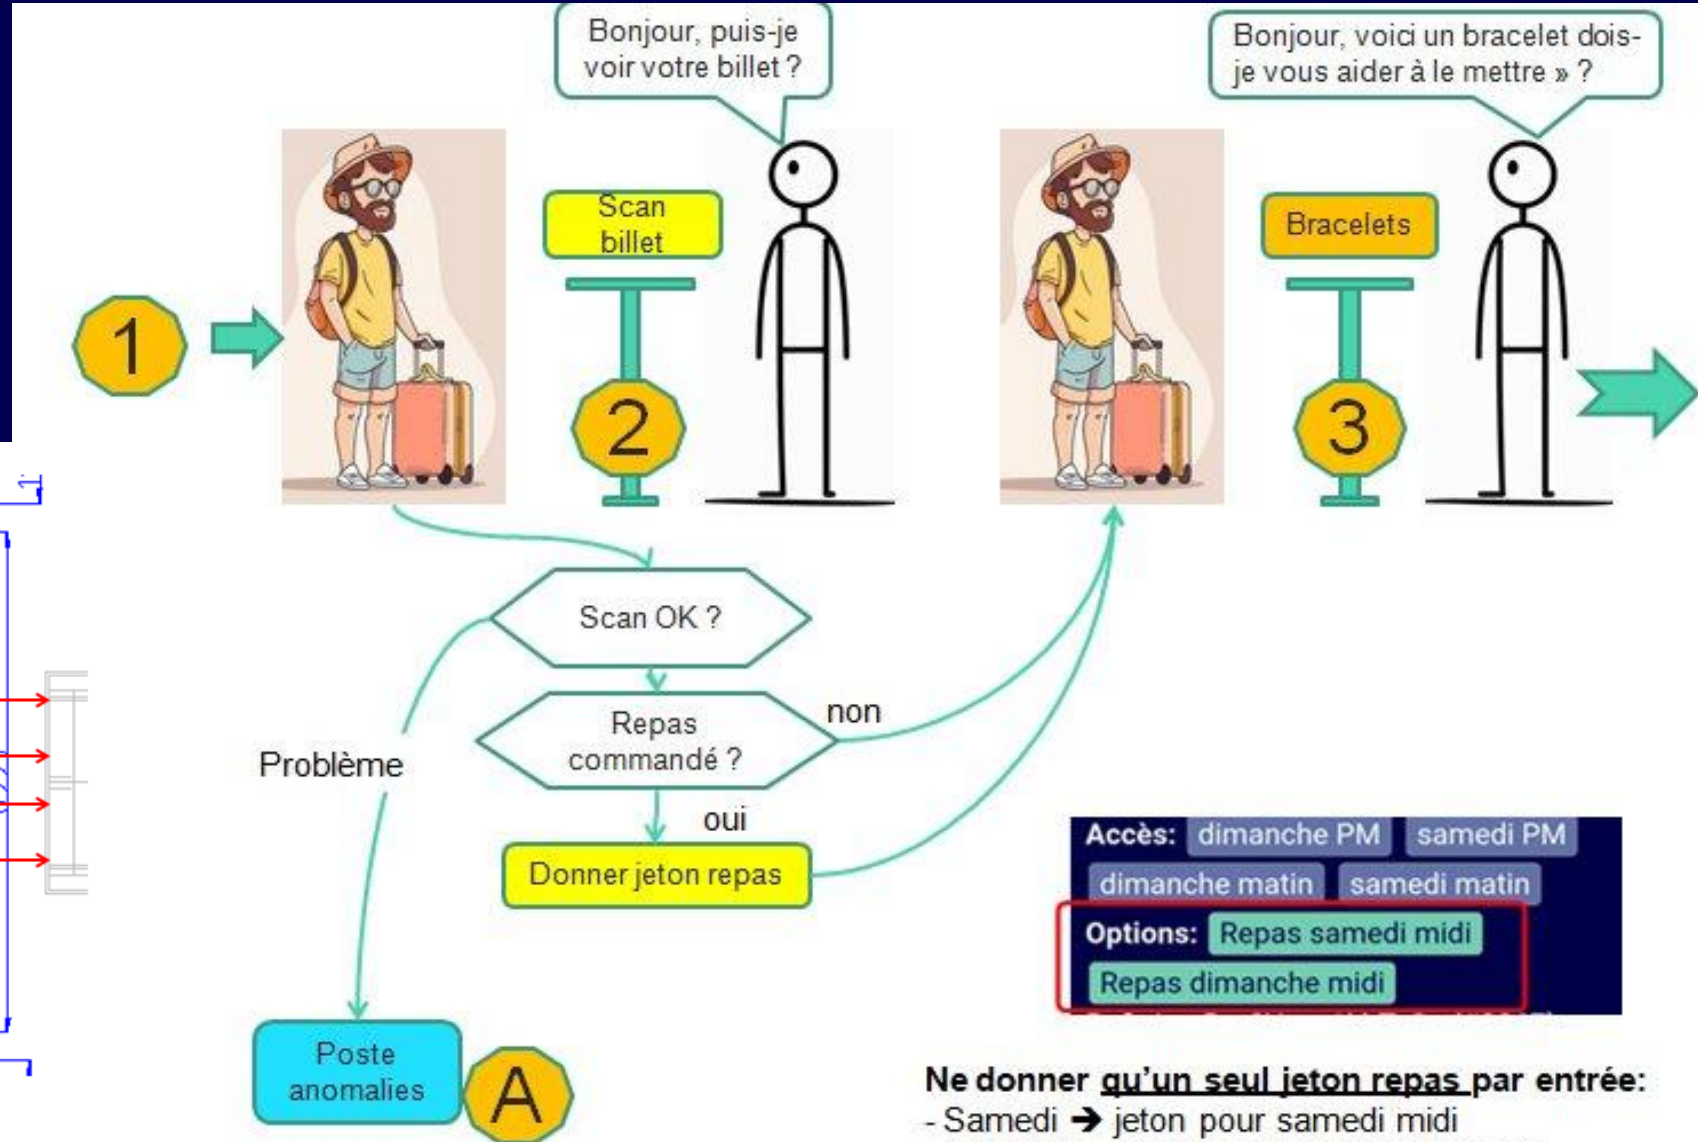 Bonjour, puis-je
voir votre billet ?
Bonjour, voici un bracelet dois-
je vous aider à le mettre » ?
Scan
billet
Bracelets
1
2
3
Scan OK ?
Repas
commandé ?
non
Problème
oui
Donner jeton repas
Accès: dimanche PM samedi PM
dimanche matin samedi matin
Options: Repas samedi midi
Repas dimanche midi
Poste
anomalies
A
Ne donner qu'un seul jeton repas par entrée:
- Samedi ➔ jeton pour samedi midi